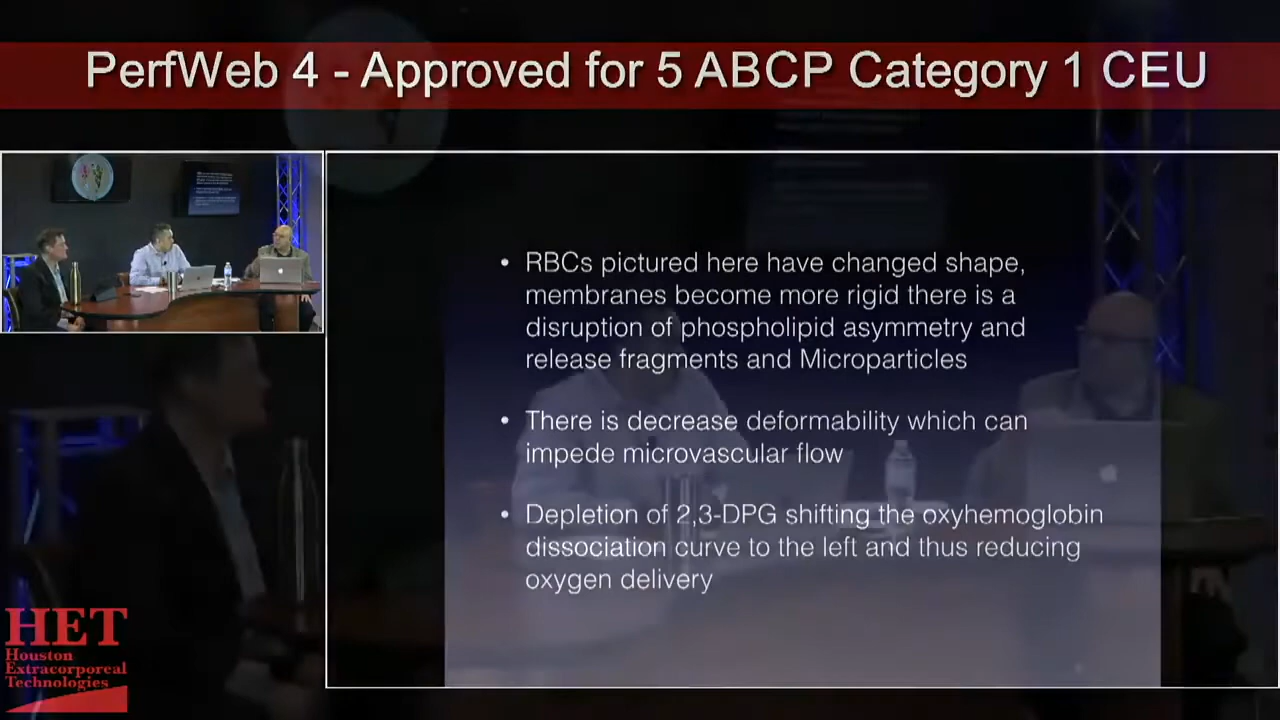 PerfWeb 4 - Approved for 5 ABCP Category 1 CEU
• RBCs pictured here have changed shape,
membranes become more rigid there is a
disruption of phospholipid asymmetry and
release fragments and Microparticles
• There is decrease deformability which can
impede microvascular flow
• Depletion of 2,3-DPG shifting the oxyhemoglobin
dissociation curve to the left and thus reducing
oxygen delivery
HET
Houston
Extracorporeal
Technologies